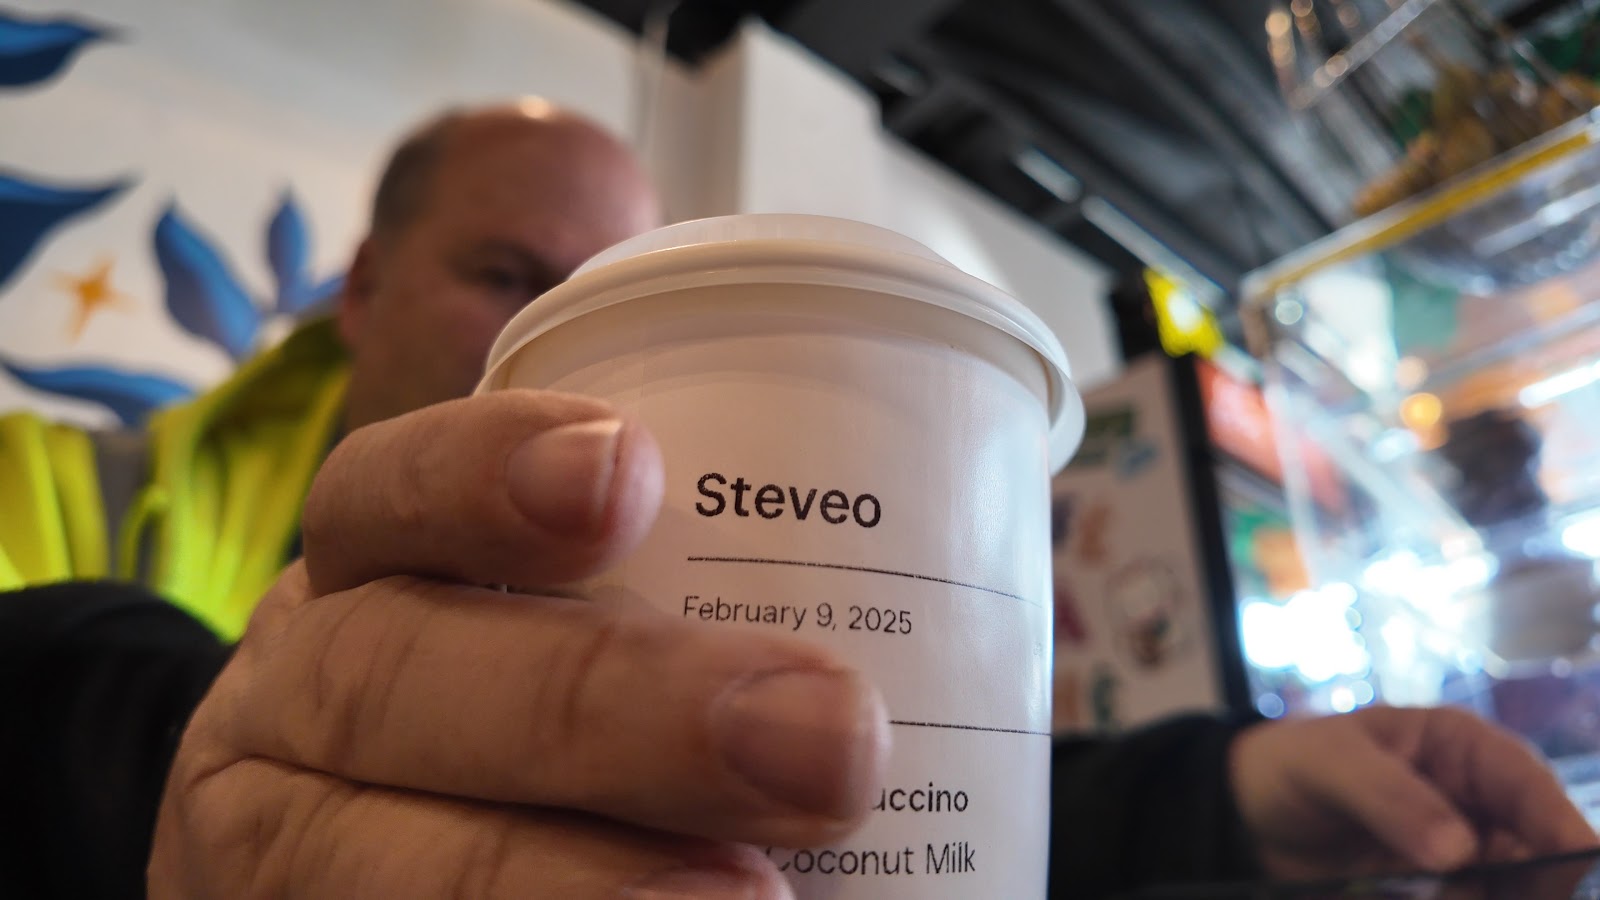 Steveo
February 9, 2025
uccino
Coconut Milk